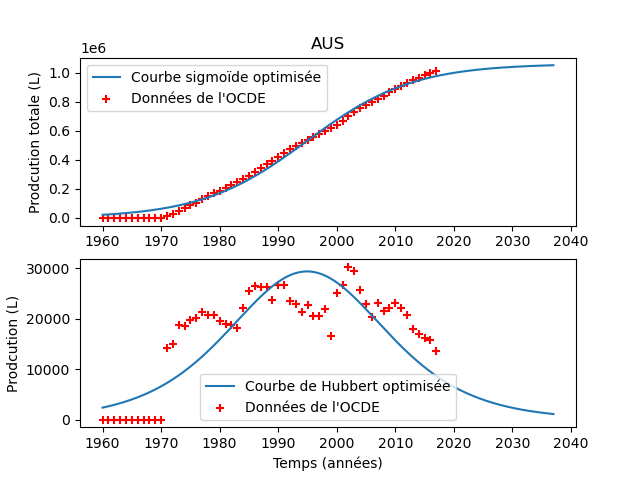 AUS
1e6
Courbe sigmoïde optimisée
Données de l'OCDE
Prodcution totale (L)
1.0
0.8
0.6
0.4
0.2
0.0
1960 1970 1980 1990 2000 2010 2020 2030 2040
30000
20000
10000
0
Prodcution (L)
Courbe de Hubbert optimisée
Données de l'OCDE
1960 1970 1980 1990 2000 2010 2020 2030 2040
Temps (années)